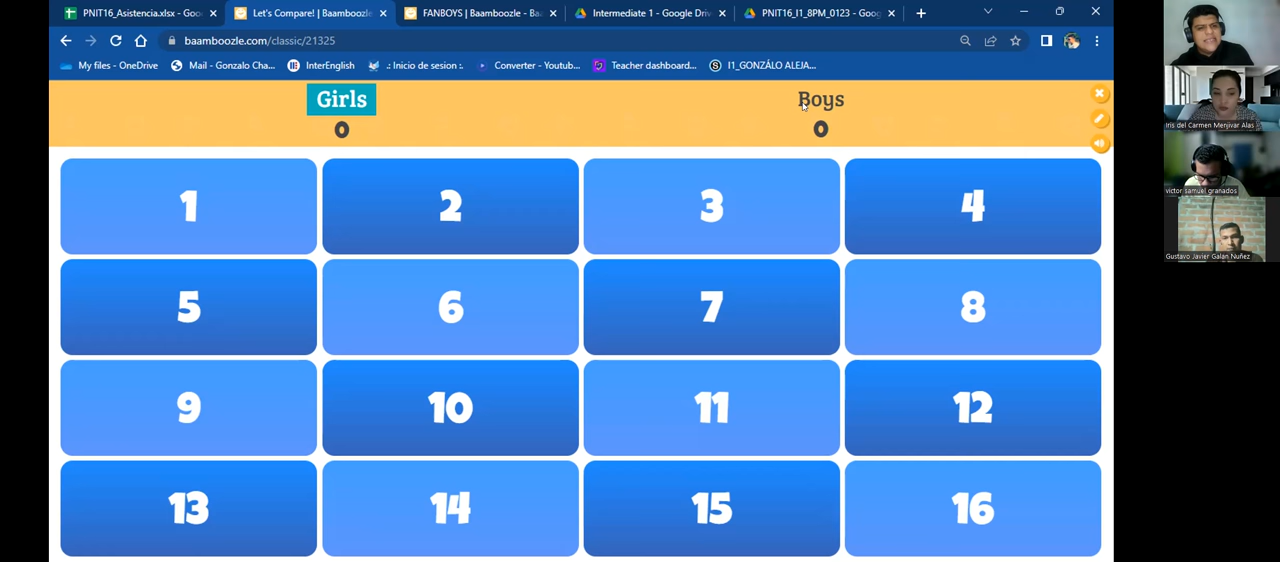 PNIT16_Asistencia.xlsx - Goo
Let's Compare! | Baamboozle
FANBOYS | Baamboozle - Baa
Intermediate 1 - Google Driv
PNIT16_I1_8PM_0123 - Goog
baamboozle.com/classic/21325
My files - OneDrive
Mail - Gonzalo Cha...
InterEnglish
.: Inicio de sesion :.
Converter - Youtub...
Teacher dashboard...
I1_GONZÁLO ALEJA...
Girls
Boys
0
0
1
2
3
4
5
6
7
8
9
10
11
12
13
14
15
16
Iris del Carmen Menjivar Alas
victor samuel granados
Gustavo Javier Galan Nuñez